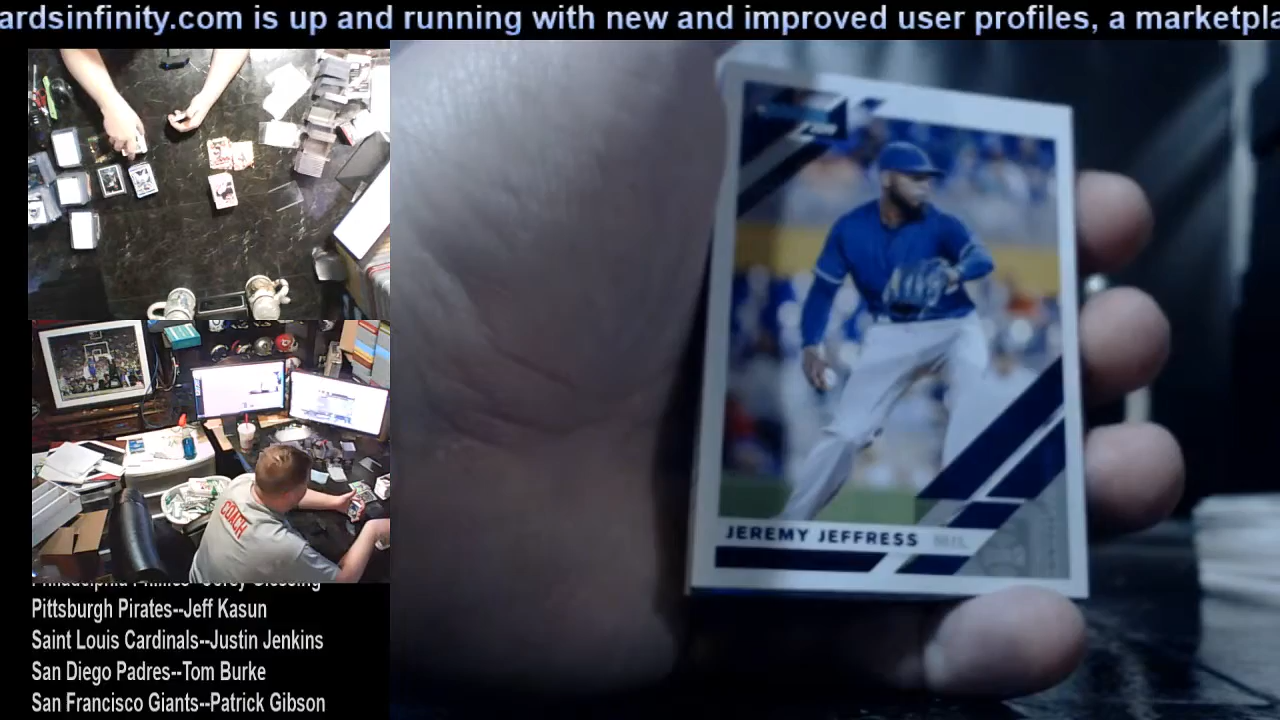 ardsinfinity.com is up and running with new and improved user profiles, a marketpla
COACH
JEREMY JEFFRESS MIL
Pittsburgh Pirates--Jeff Kasun
Saint Louis Cardinals--Justin Jenkins
San Diego Padres--Tom Burke
San Francisco Giants--Patrick Gibson